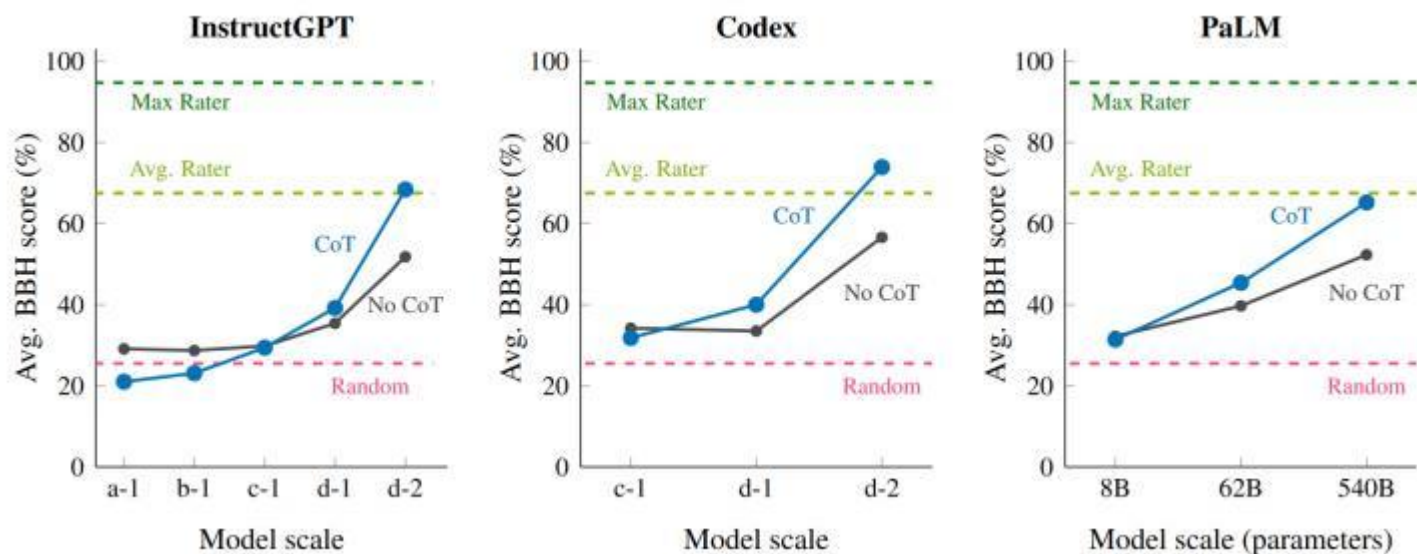 InstructGPT
Avg. BBH score (%)
100
80
60
40
20
0
Max Rater
Avg. Rater
CoT
No CoT
Random
a-1 b-1 c-1 d-1 d-2
Model scale
Codex
Avg. BBH score (%)
100
80
60
40
20
0
Max Rater
Avg. Rater
CoT
No CoT
Random
c-1 d-1 d-2
Model scale
PaLM
Avg. BBH score (%)
100
80
60
40
20
0
Max Rater
Avg. Rater
CoT
No CoT
Random
8B 62B 540B
Model scale (parameters)